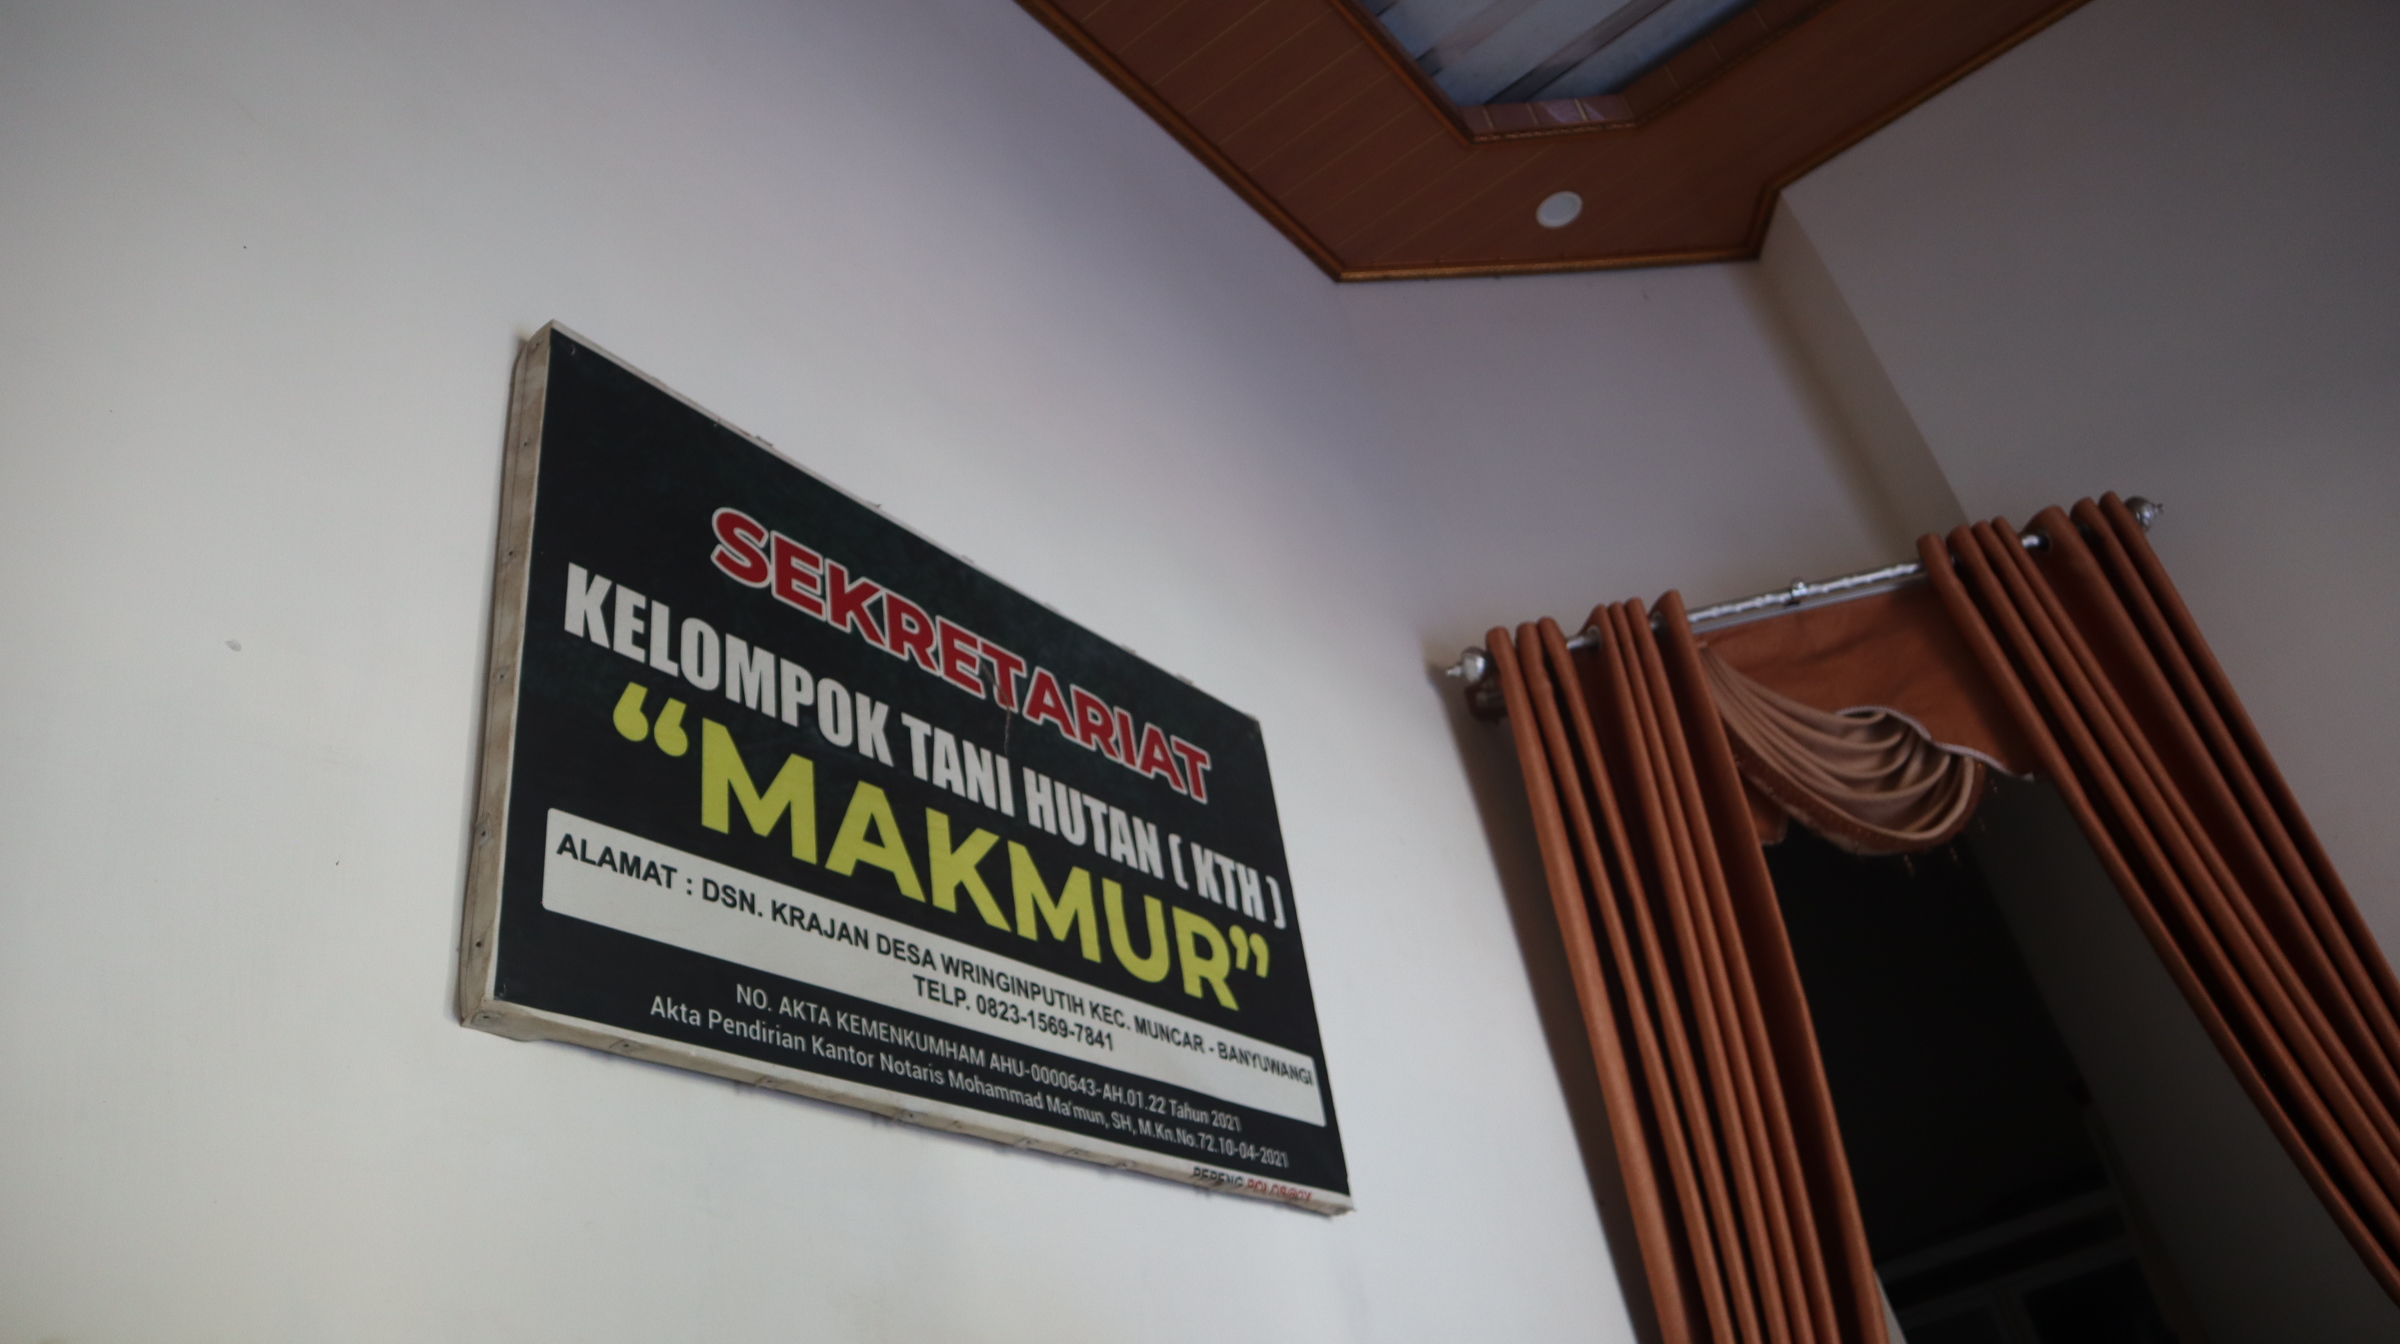 SEKRETARIAT
KELOMPOK TANI HUTAN ( KTH )
“MAKMUR”
ALAMAT : DSN. KRAJAN DESA WRINGINPUTIH KEC. MUNCAR - BANYUWANGI
TELP. 0823-1569-7841
NO. AKTA KEMENKUMHAM AHU-0000643-AH.01.22 Tahun 2021
Akta Pendirian Kantor Notaris Mohammad Ma'mun, SH, M.Kn.No.72.10-04-2021